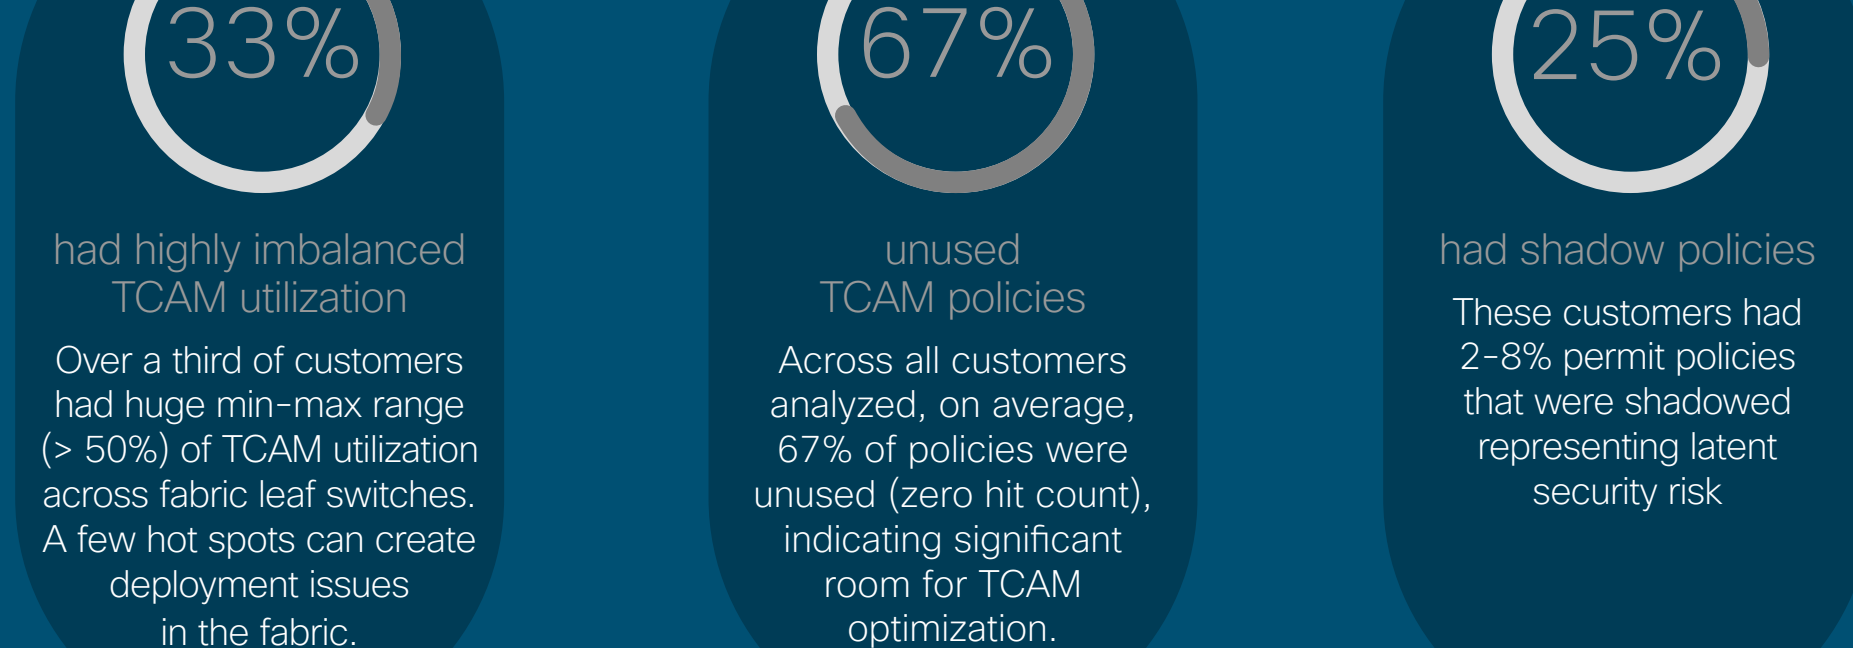 33%
had highly imbalanced
TCAM utilization
Over a third of customers
had huge min-max range
(> 50%) of TCAM utilization
across fabric leaf switches.
A few hot spots can create
deployment issues
in the fabric.
67%
unused
TCAM policies
Across all customers
analyzed, on average,
67% of policies were
unused (zero hit count),
indicating significant
room for TCAM
optimization.
25%
had shadow policies
These customers had
2-8% permit policies
that were shadowed
representing latent
security risk